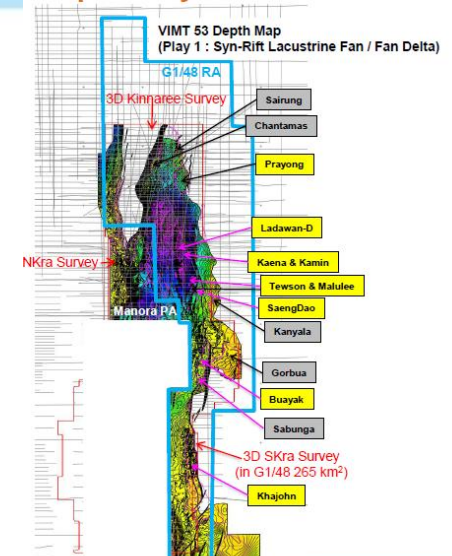 VIMT 53 Depth Map
(Play 1 : Syn-Rift Lacustrine Fan / Fan Delta)
G1/48 RA
3D Kinnaree Survey
Sairung
Chantamas
Prayong
Ladawan-D
NKra Survey
Kaena & Kamin
Tewson & Malulee
SaengDao
Manora PA
Kanyala
Gorbua
Buayak
Sabunga
3D SKra Survey
(in G1/48 265 km²)
Khajohn